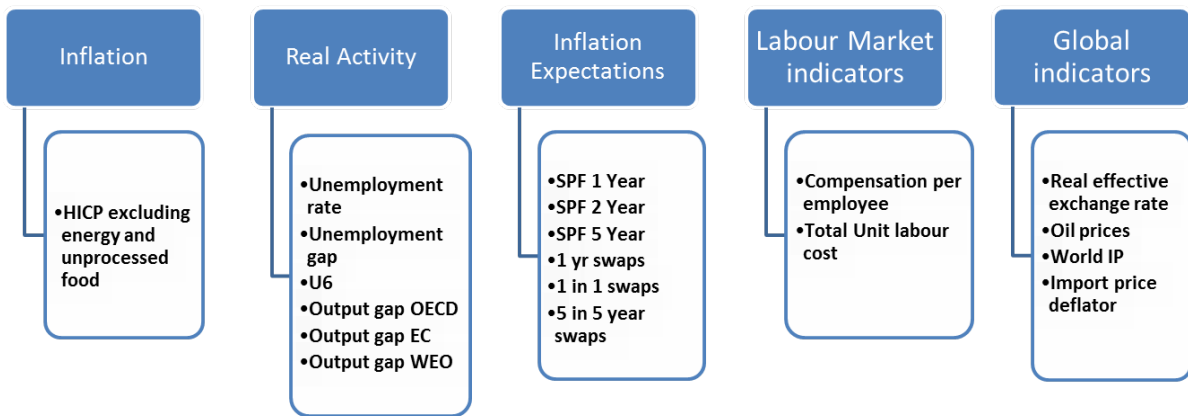 Inflation
•HICP excluding
energy and
unprocessed
food
Real Activity
•Unemployment
rate
•Unemployment
gap
•U6
•Output gap OECD
•Output gap EC
•Output gap WEO
Inflation
Expectations
•SPF 1 Year
•SPF 2 Year
•SPF 5 Year
•1 yr swaps
•1 in 1 swaps
•5 in 5 year
swaps
Labour Market
indicators
•Compensation per
employee
•Total Unit labour
cost
Global
indicators
•Real effective
exchange rate
•Oil prices
•World IP
•Import price
deflator